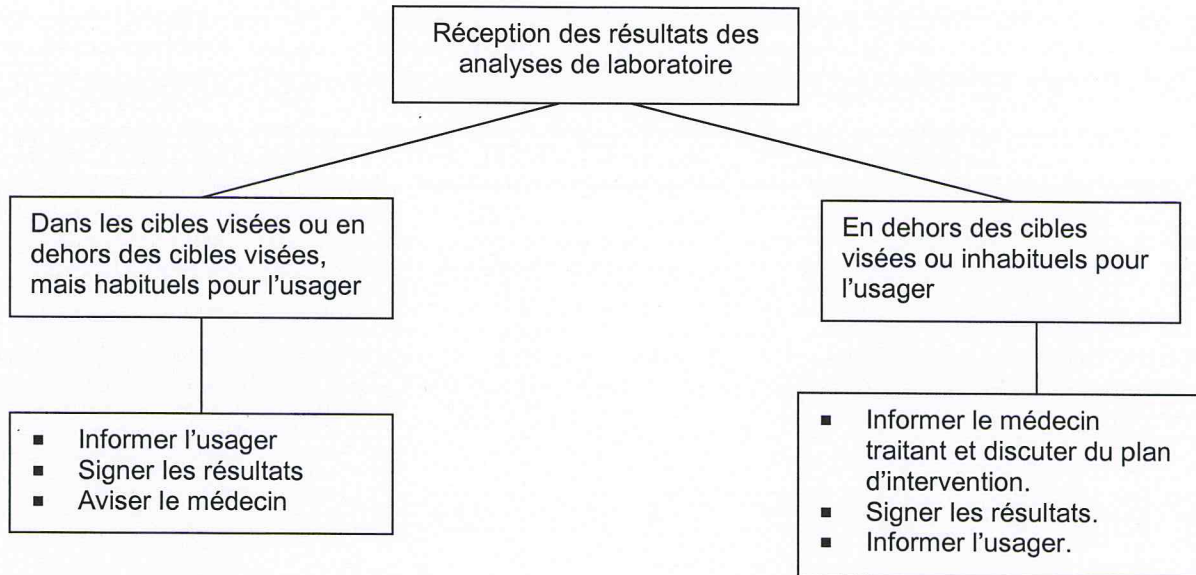 Réception des résultats des
analyses de laboratoire
Dans les cibles visées ou en
dehors des cibles visées,
mais habituels pour l'usager
En dehors des cibles
visées ou inhabituels pour
l'usager
▪ Informer l'usager
▪ Signer les résultats
▪ Aviser le médecin
▪ Informer le médecin
traitant et discuter du plan
d'intervention.
▪ Signer les résultats.
▪ Informer l'usager.